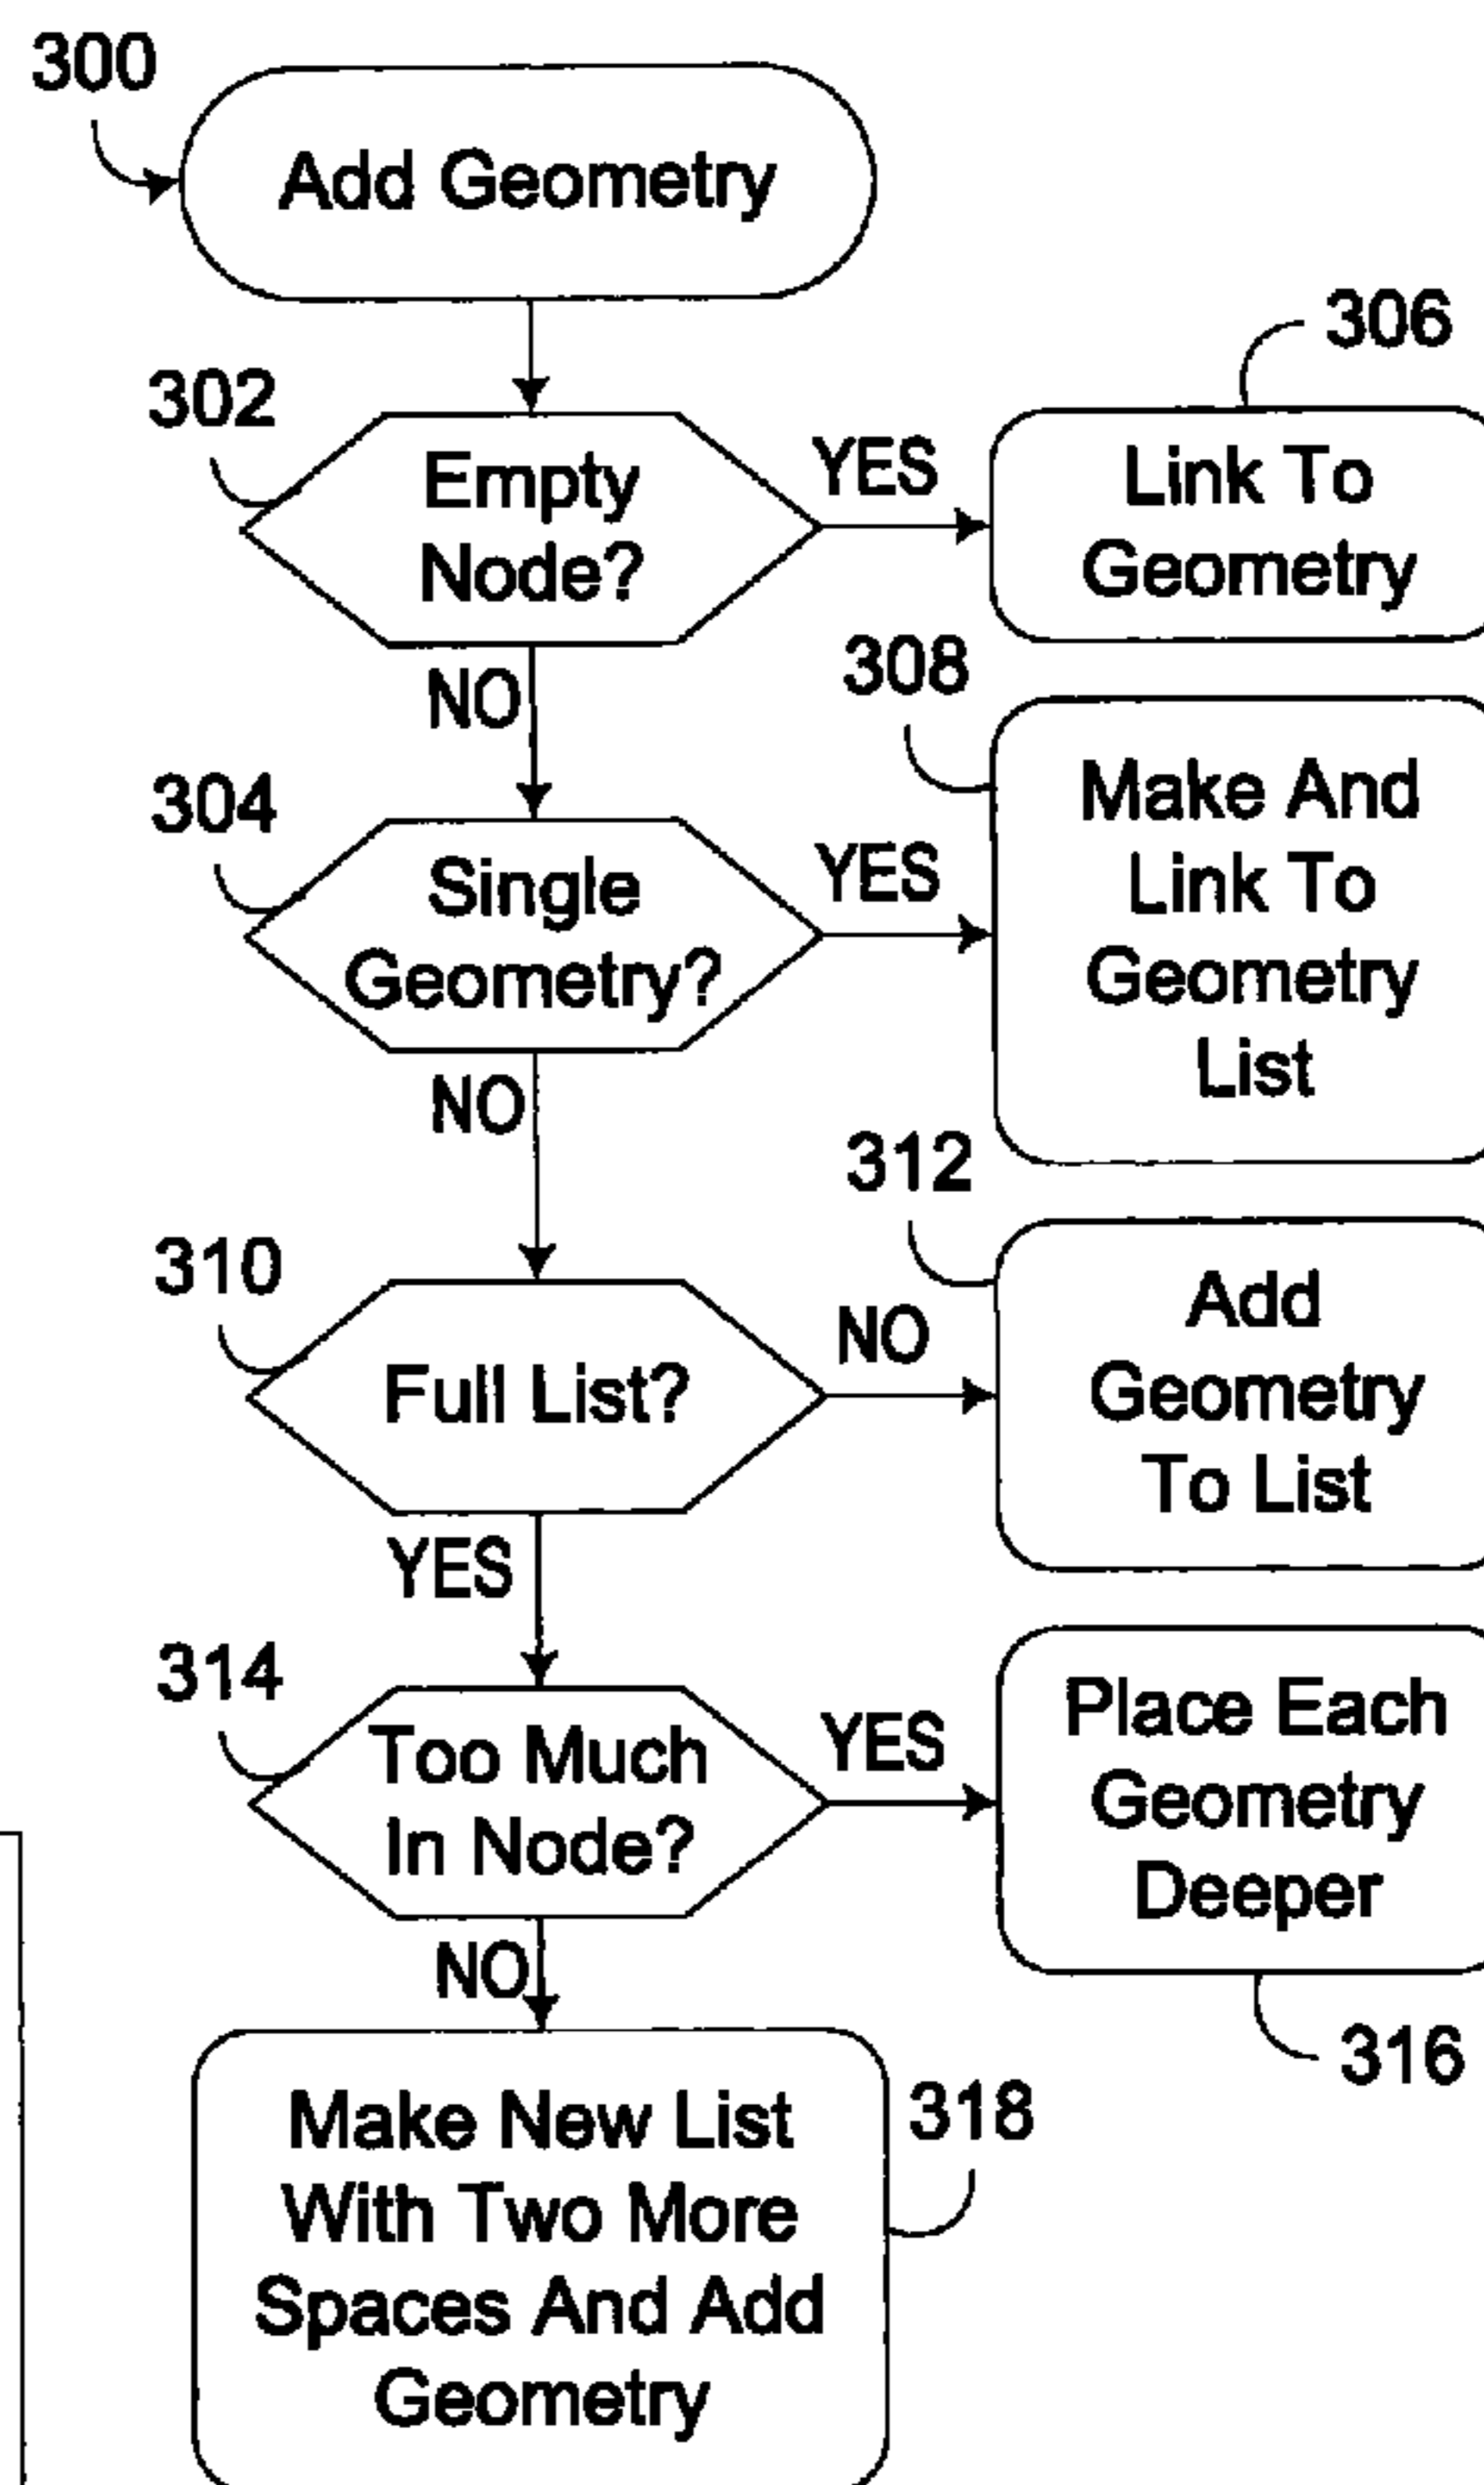 300
Add Geometry
302
Empty
Node?
YES
306
Link To
Geometry
NO
304
Single
Geometry?
YES
308
Make And
Link To
Geometry
List
NO
310
Full List?
NO
312
Add
Geometry
To List
YES
314
Too Much
In Node?
YES
Place Each
Geometry
Deeper
316
NO
Make New List
With Two More
Spaces And Add
Geometry
318